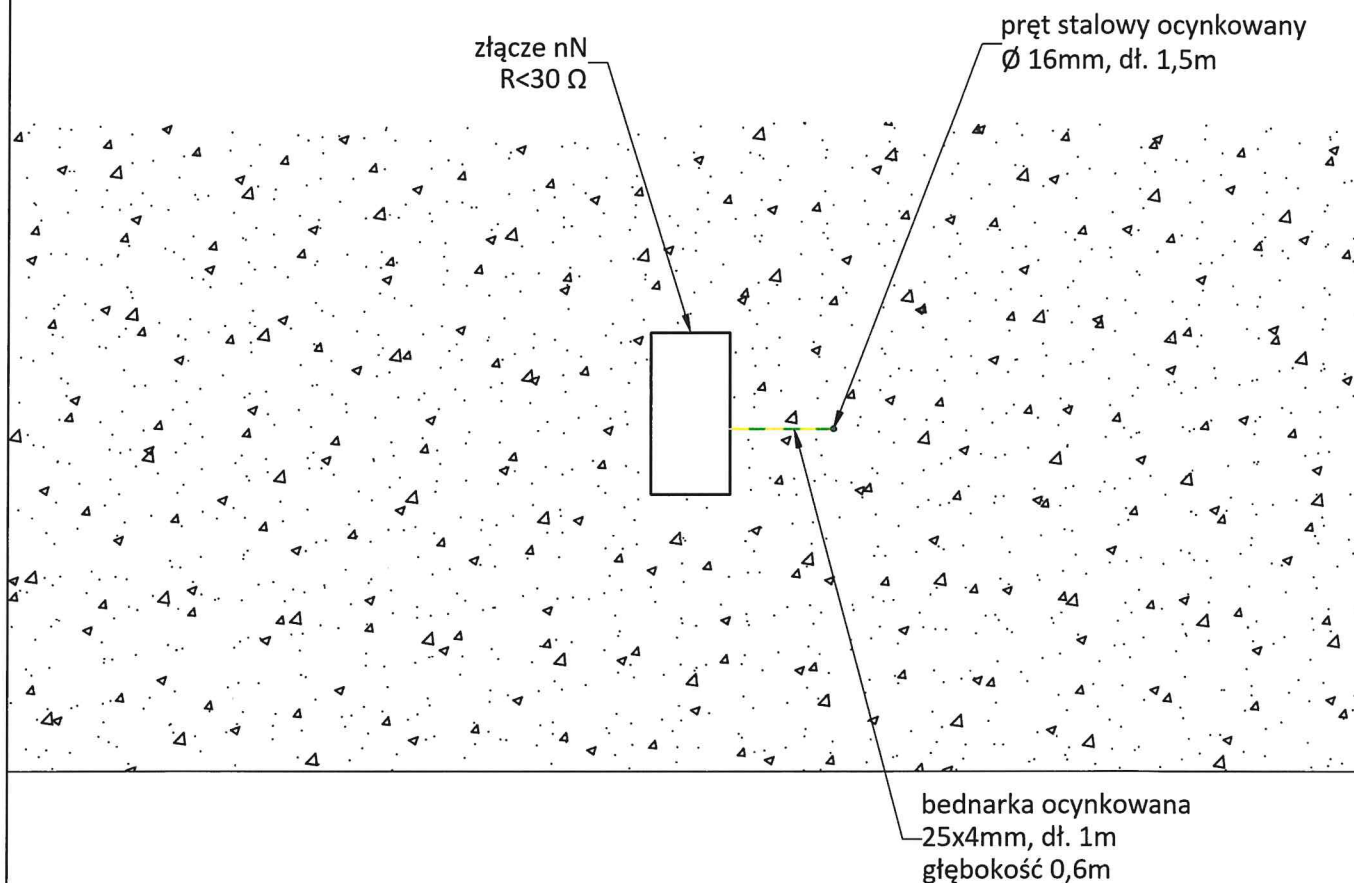 pręt stalowy ocynkowany
Ø 16mm, dł. 1,5m
złącze nN
R<30 Ω
bednarka ocynkowana
25x4mm, dł. 1m
głębokość 0,6m